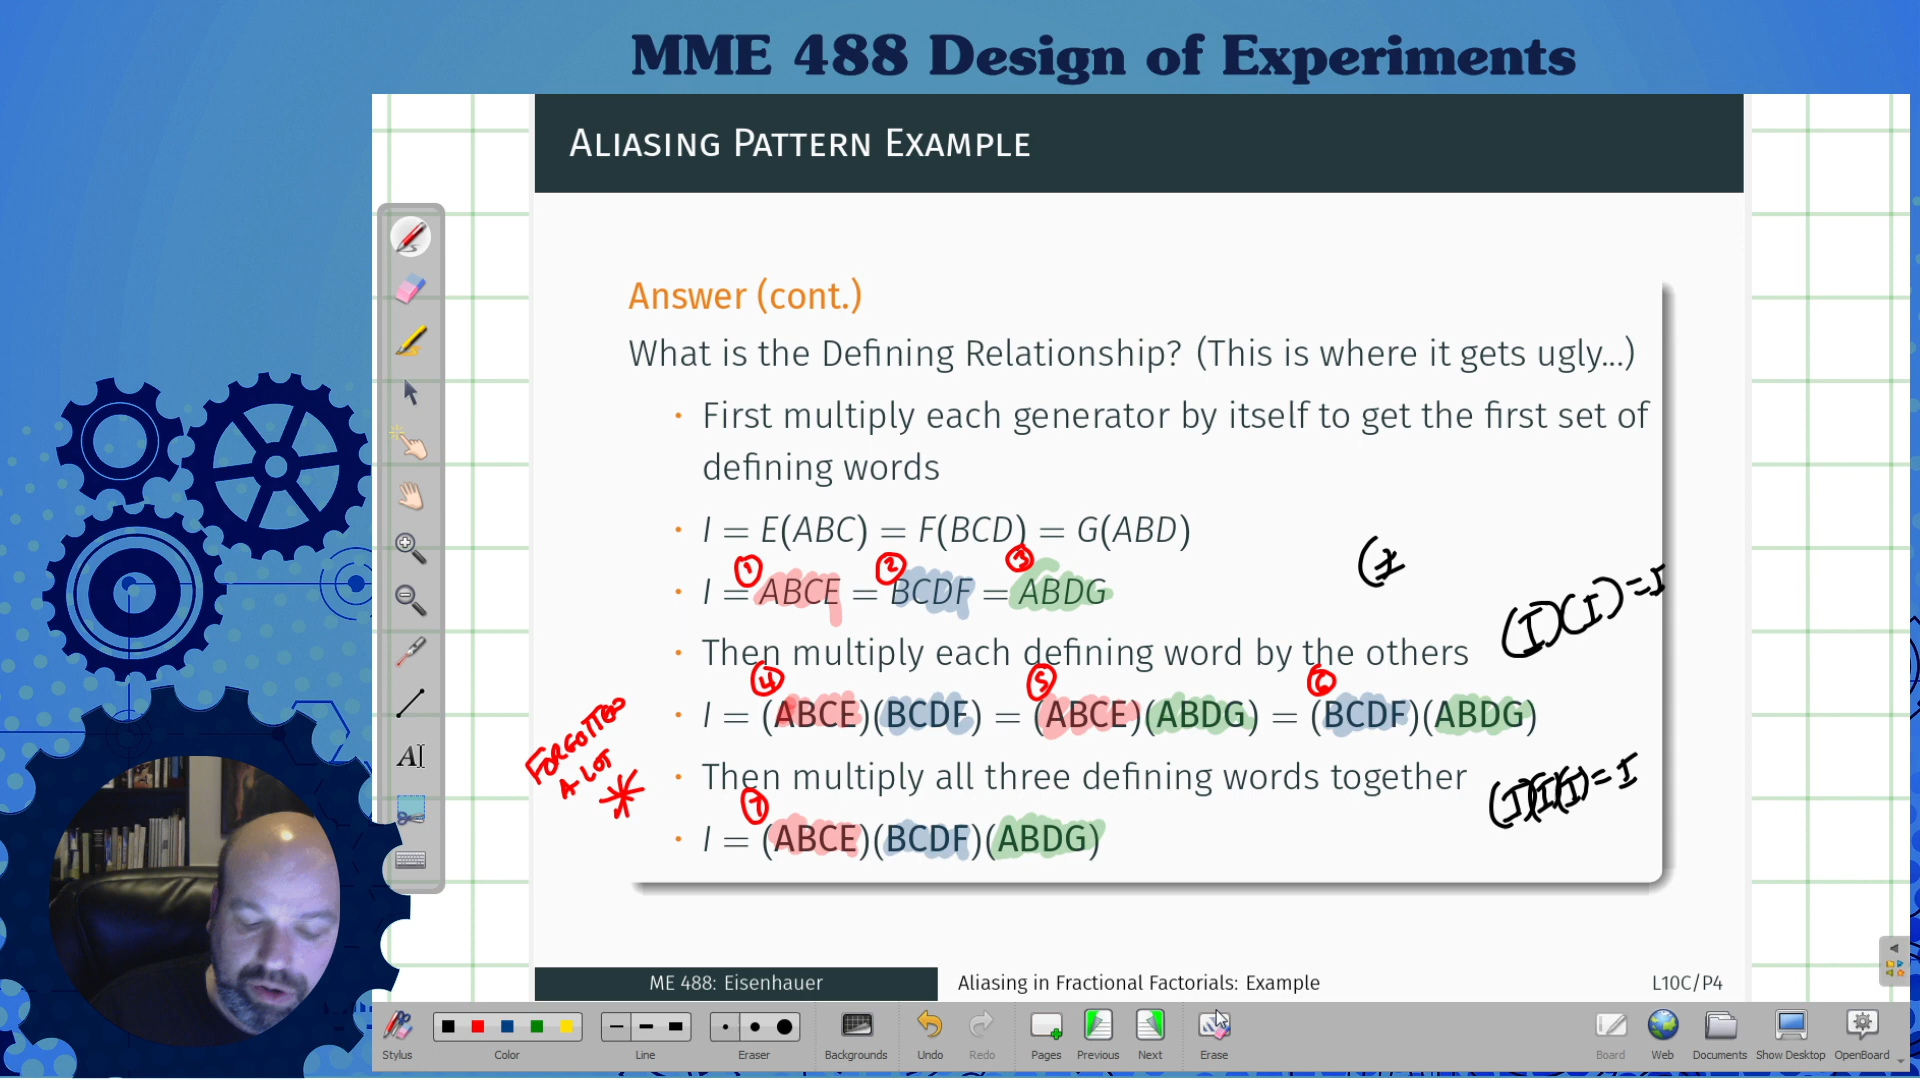 MME 488 Design of Experiments
ALIASING PATTERN EXAMPLE
Answer (cont.)
What is the Defining Relationship? (This is where it gets ugly...)
• First multiply each generator by itself to get the first set of
defining words
• I = E(ABC) = F(BCD) = G(ABD)
(I
1 2 3
• I = ABCE = BCDF = ABDG
(I)(I) = I
• Then multiply each defining word by the others
4 5 6
• I = (ABCE)(BCDF) = (ABCE)(ABDG) = (BCDF)(ABDG)
FORGOTTEN
A LOT
*
• Then multiply all three defining words together
(I)(I)(I) = I
7
• I = (ABCE)(BCDF)(ABDG)
ME 488: Eisenhauer
Aliasing in Fractional Factorials: Example
L10C/P4
AI
Stylus
Color
Line
Eraser
Backgrounds
Undo
Redo
Pages
Previous
Next
Erase
Board
Web
Documents
Show Desktop
OpenBoard